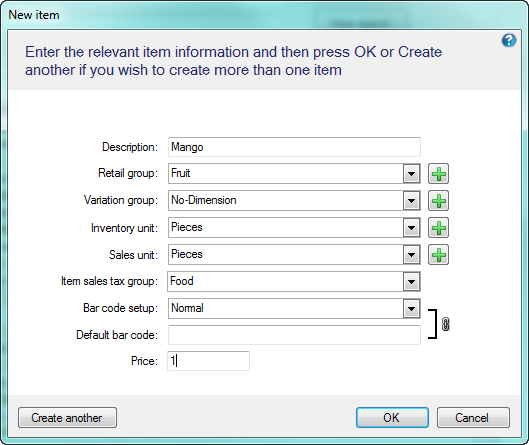 New item
Enter the relevant item information and then press OK or Create
another if you wish to create more than one item
?
Description: Mango
Retail group: Fruit
Variation group: No-Dimension
Inventory unit: Pieces
Sales unit: Pieces
Item sales tax group: Food
Bar code setup: Normal
Default bar code:
Price: 1
Create another OK Cancel